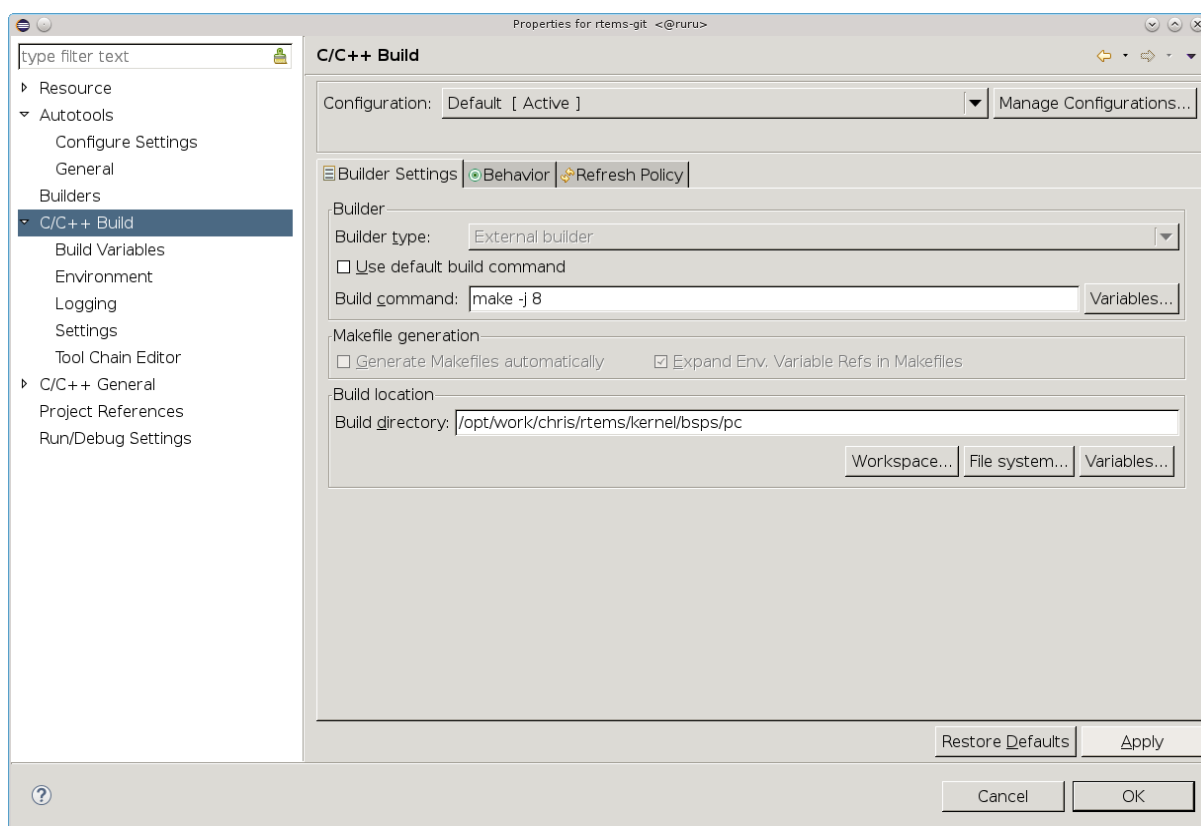 Properties for rtems-git <@ruru>
type filter text
Resource
Autotools
Configure Settings
General
Builders
C/C++ Build
Build Variables
Environment
Logging
Settings
Tool Chain Editor
C/C++ General
Project References
Run/Debug Settings
C/C++ Build
Configuration: Default [ Active ] Manage Configurations...
Builder Settings Behavior Refresh Policy
Builder
Builder type: External builder
Use default build command
Build command: make -j 8 Variables...
Makefile generation
Generate Makefiles automatically Expand Env. Variable Refs in Makefiles
Build location
Build directory: /opt/work/chris/rtems/kernel/bsps/pc
Workspace... File system... Variables...
Restore Defaults Apply
? Cancel OK